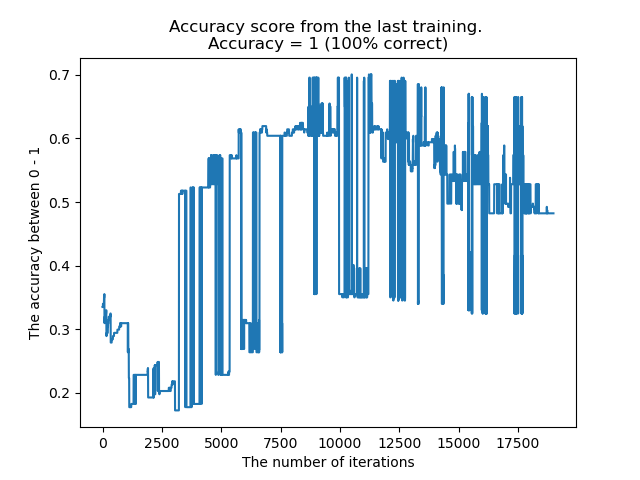 Accuracy score from the last training.
Accuracy = 1 (100% correct)
The accuracy between 0 - 1
0.7
0.6
0.5
0.4
0.3
0.2
0 2500 5000 7500 10000 12500 15000 17500
The number of iterations